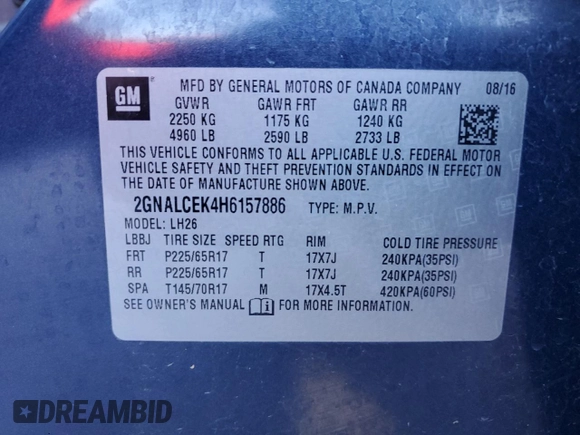 GM
MFD BY GENERAL MOTORS OF CANADA COMPANY 08/16
GVWR GAWR FRT GAWR RR
2250 KG 1175 KG 1240 KG
4960 LB 2590 LB 2733 LB
THIS VEHICLE CONFORMS TO ALL APPLICABLE U.S. FEDERAL MOTOR
VEHICLE SAFETY AND THEFT PREVENTION STANDARDS IN EFFECT ON
THE DATE OF MANUFACTURE SHOWN ABOVE.
2GNALCEK4H6157886 TYPE: M.P.V.
MODEL: LH26
LBBJ TIRE SIZE SPEED RTG RIM COLD TIRE PRESSURE
FRT P225/65R17 T 17X7J 240KPA(35PSI)
RR P225/65R17 T 17X7J 240KPA(35PSI)
SPA T145/70R17 M 17X4.5T 420KPA(60PSI)
SEE OWNER'S MANUAL FOR MORE INFORMATION.
DREAMBID